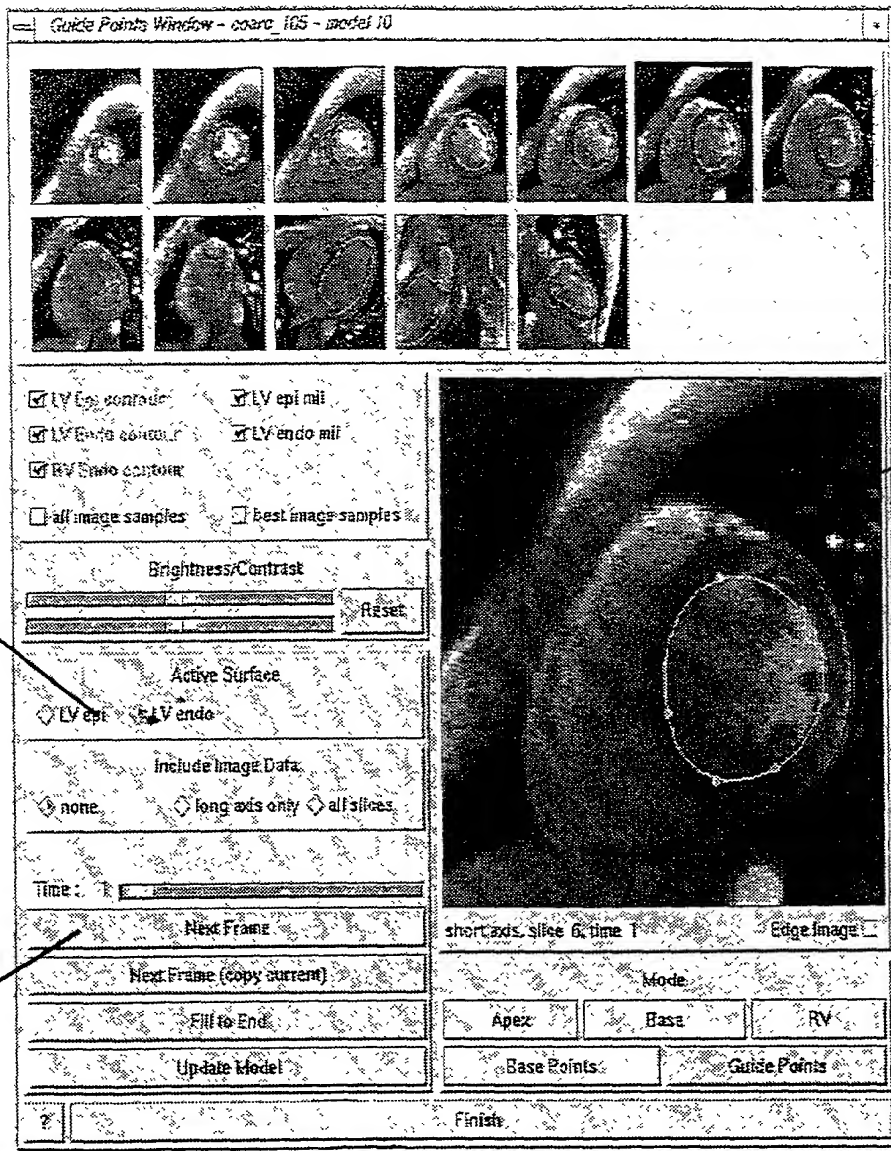 Guide Points Window - coarc_105 - model 10
LV Epi contour LV epi mil
LV Endo contour LV endo mil
RV Endo contour
all image samples best image samples
Brightness/Contrast
Reset
Active Surface
LV epi LV endo
Include Image Data:
none long axis only all slices
Time : 1
Next Frame
Next Frame (copy current)
Fill to End
Update Model
short axis, slice 6, time 1 Edge Image
Mode
Apex Base RV
Base Points Guide Points
? Finish